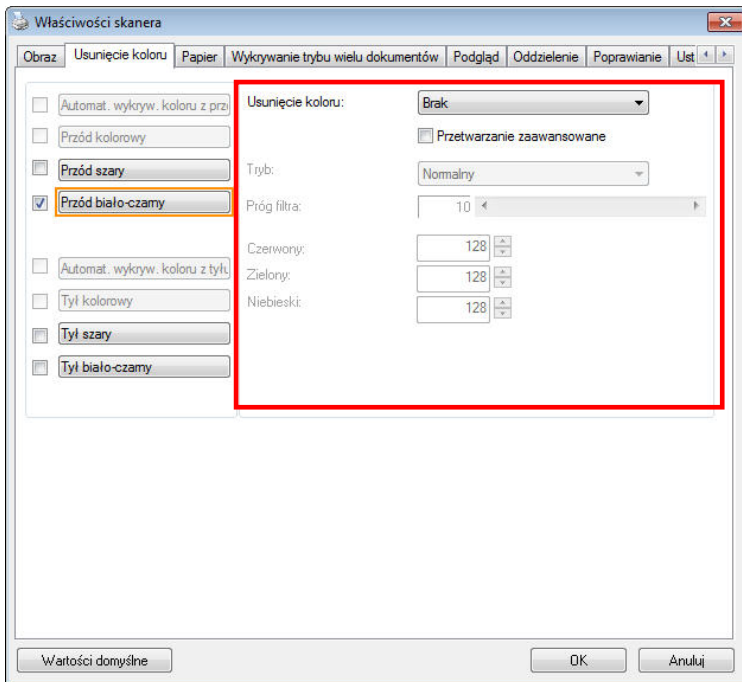 Właściwości skanera
Obraz
Usunięcie koloru
Papier
Wykrywanie trybu wielu dokumentów
Podgląd
Oddzielenie
Poprawianie
Ust
Automat. wykryw. koloru z prz
Przód kolorowy
Przód szary
Przód biało-czarny
Automat. wykryw. koloru z tyłu
Tył kolorowy
Tył szary
Tył biało-czarny
Usunięcie koloru: Brak
Przetwarzanie zaawansowane
Tryb: Normalny
Próg filtra: 10
Czerwony: 128
Zielony: 128
Niebieski: 128
Wartości domyślne
OK
Anuluj